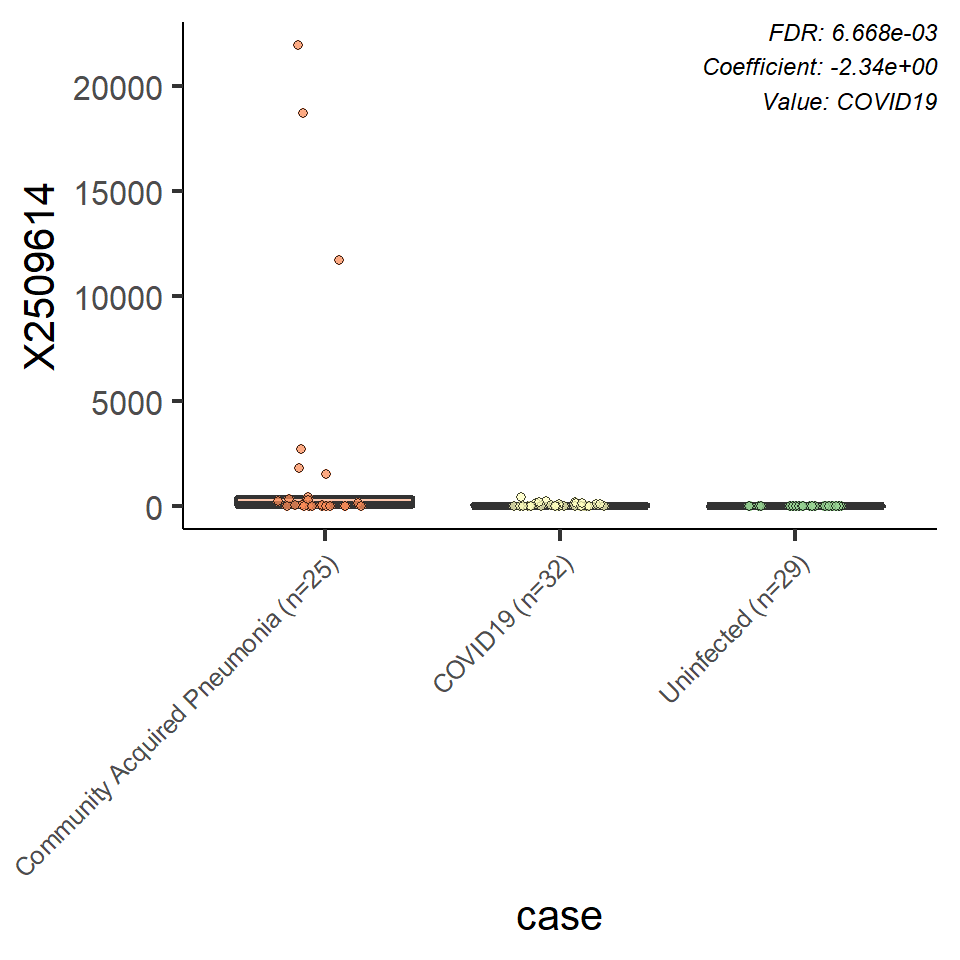 FDR: 6.668e-03
Coefficient: -2.34e+00
Value: COVID19
X2509614
20000
15000
10000
5000
0
Community Acquired Pneumonia (n=25)
COVID19 (n=32)
Uninfected (n=29)
case